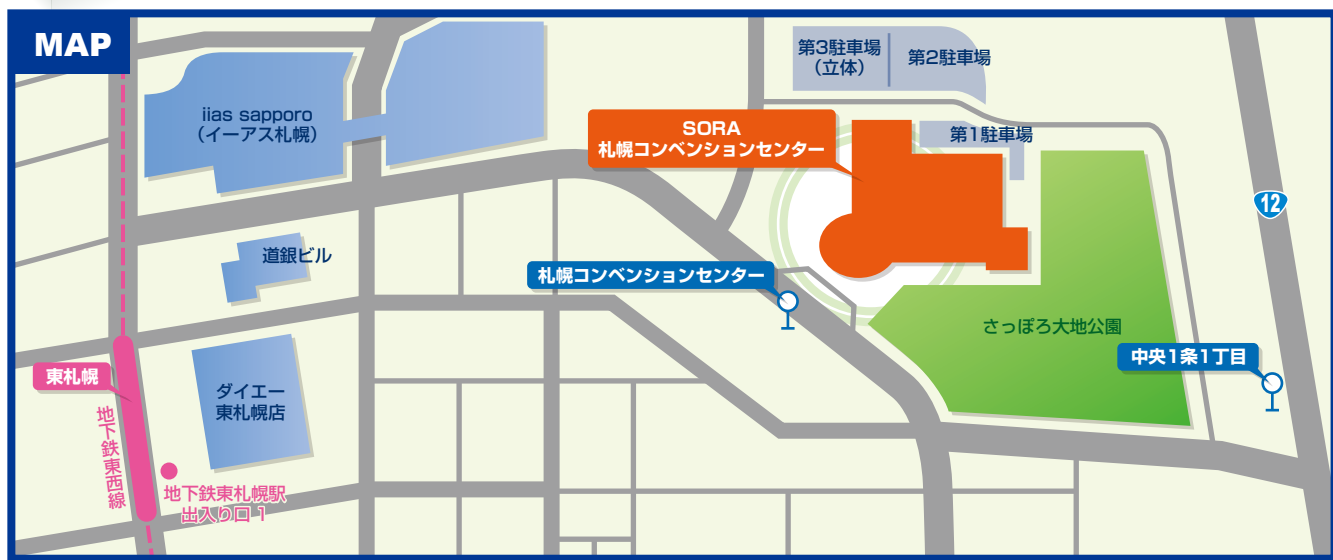 MAP
iias sapporo
（イーアス札幌）
第3駐車場
（立体）
第2駐車場
SORA
札幌コンベンションセンター
第1駐車場
12
道銀ビル
札幌コンベンションセンター
さっぽろ大地公園
中央1条1丁目
東札幌
ダイエー
東札幌店
地下鉄東西線
地下鉄東札幌駅
出入り口 1